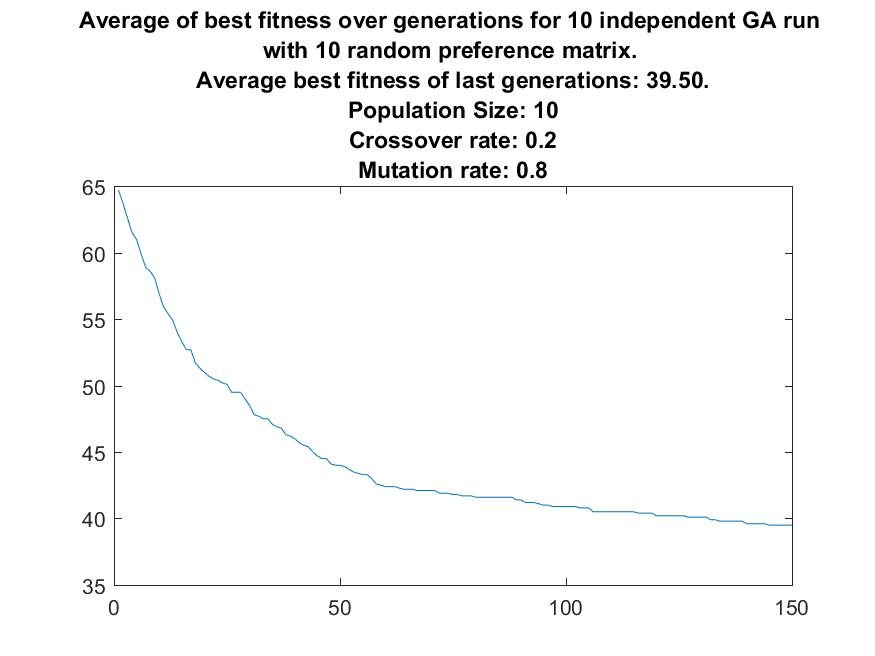 Average of best fitness over generations for 10 independent GA run
with 10 random preference matrix.
Average best fitness of last generations: 39.50.
Population Size: 10
Crossover rate: 0.2
Mutation rate: 0.8
65
60
55
50
45
40
35
0 50 100 150